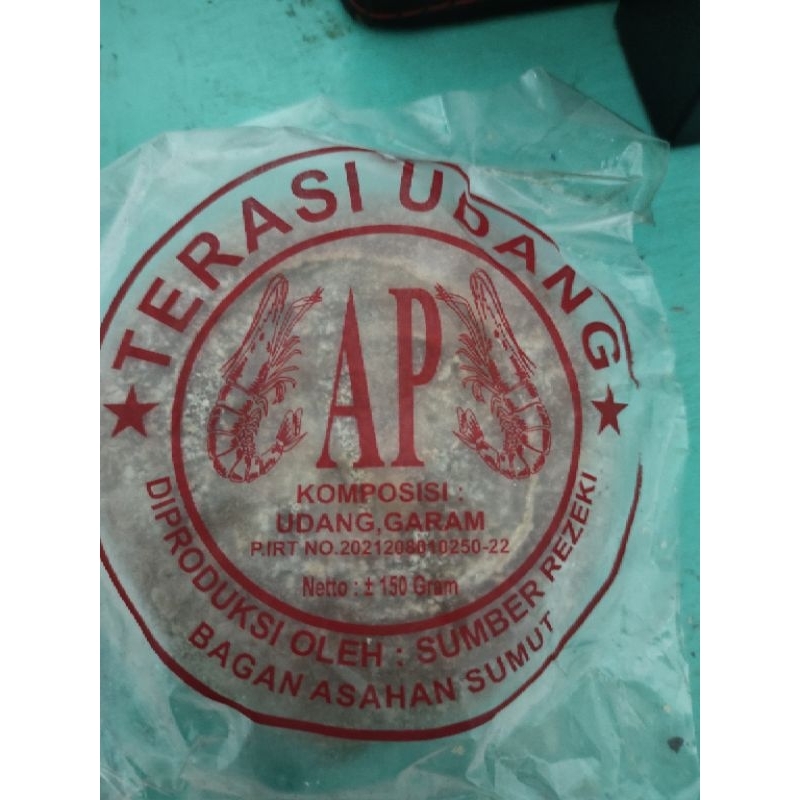 TERASI UDANG
AP
KOMPOSISI :
UDANG,GARAM
P.IRT NO.2021208010250-22
Netto : ± 150 Gram
DIPRODUKSI OLEH : SUMBER REZEKI
BAGAN ASAHAN SUMUT